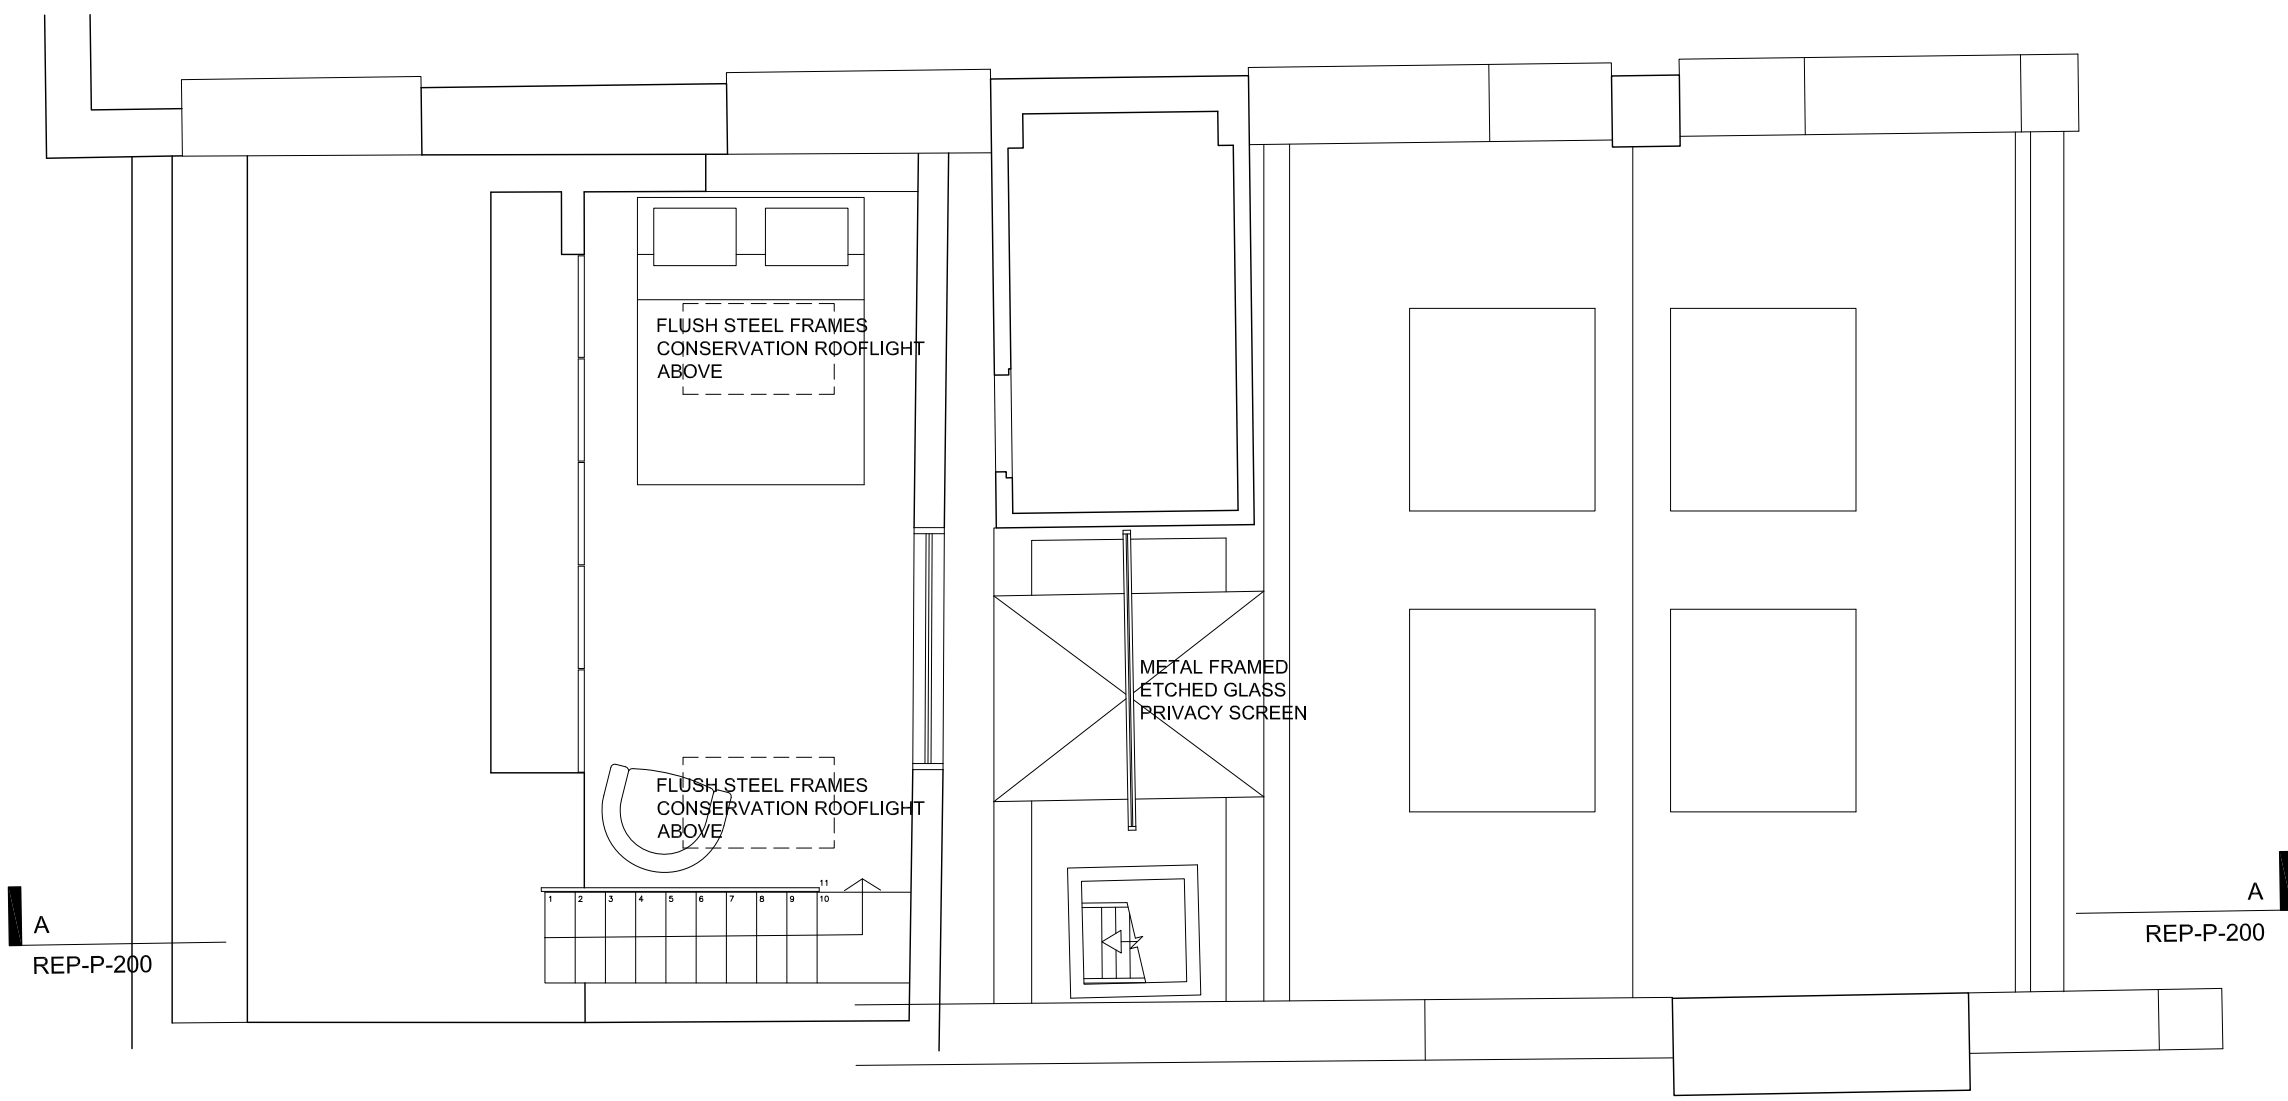 FLUSH STEEL FRAMES
CONSERVATION ROOFLIGHT
ABOVE
METAL FRAMED
ETCHED GLASS
PRIVACY SCREEN
FLUSH STEEL FRAMES
CONSERVATION ROOFLIGHT
ABOVE
11
1 2 3 4 5 6 7 8 9 10
A
REP-P-200
A
REP-P-200